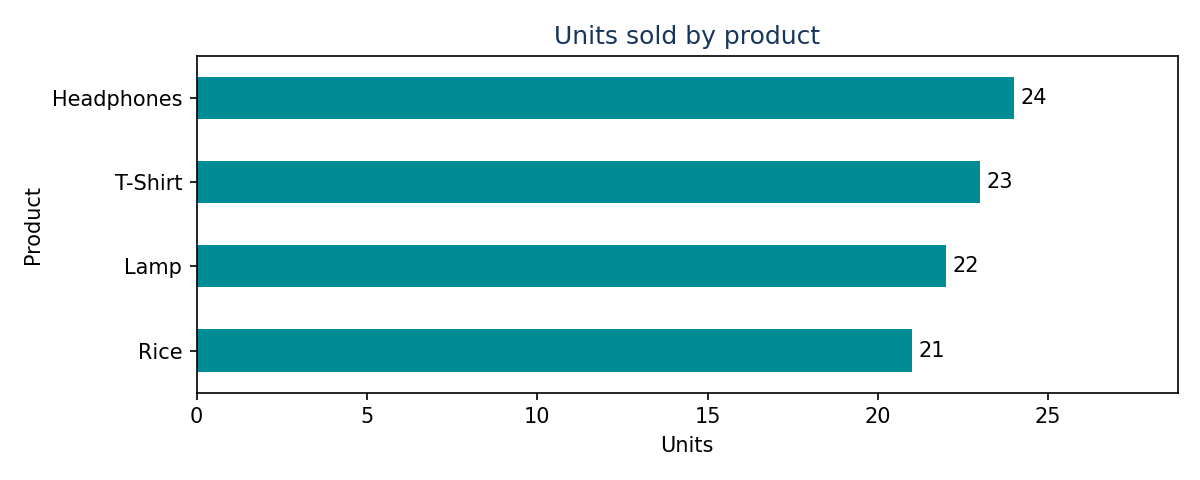 Units sold by product
Product
Headphones 24
T-Shirt 23
Lamp 22
Rice 21
0 5 10 15 20 25
Units